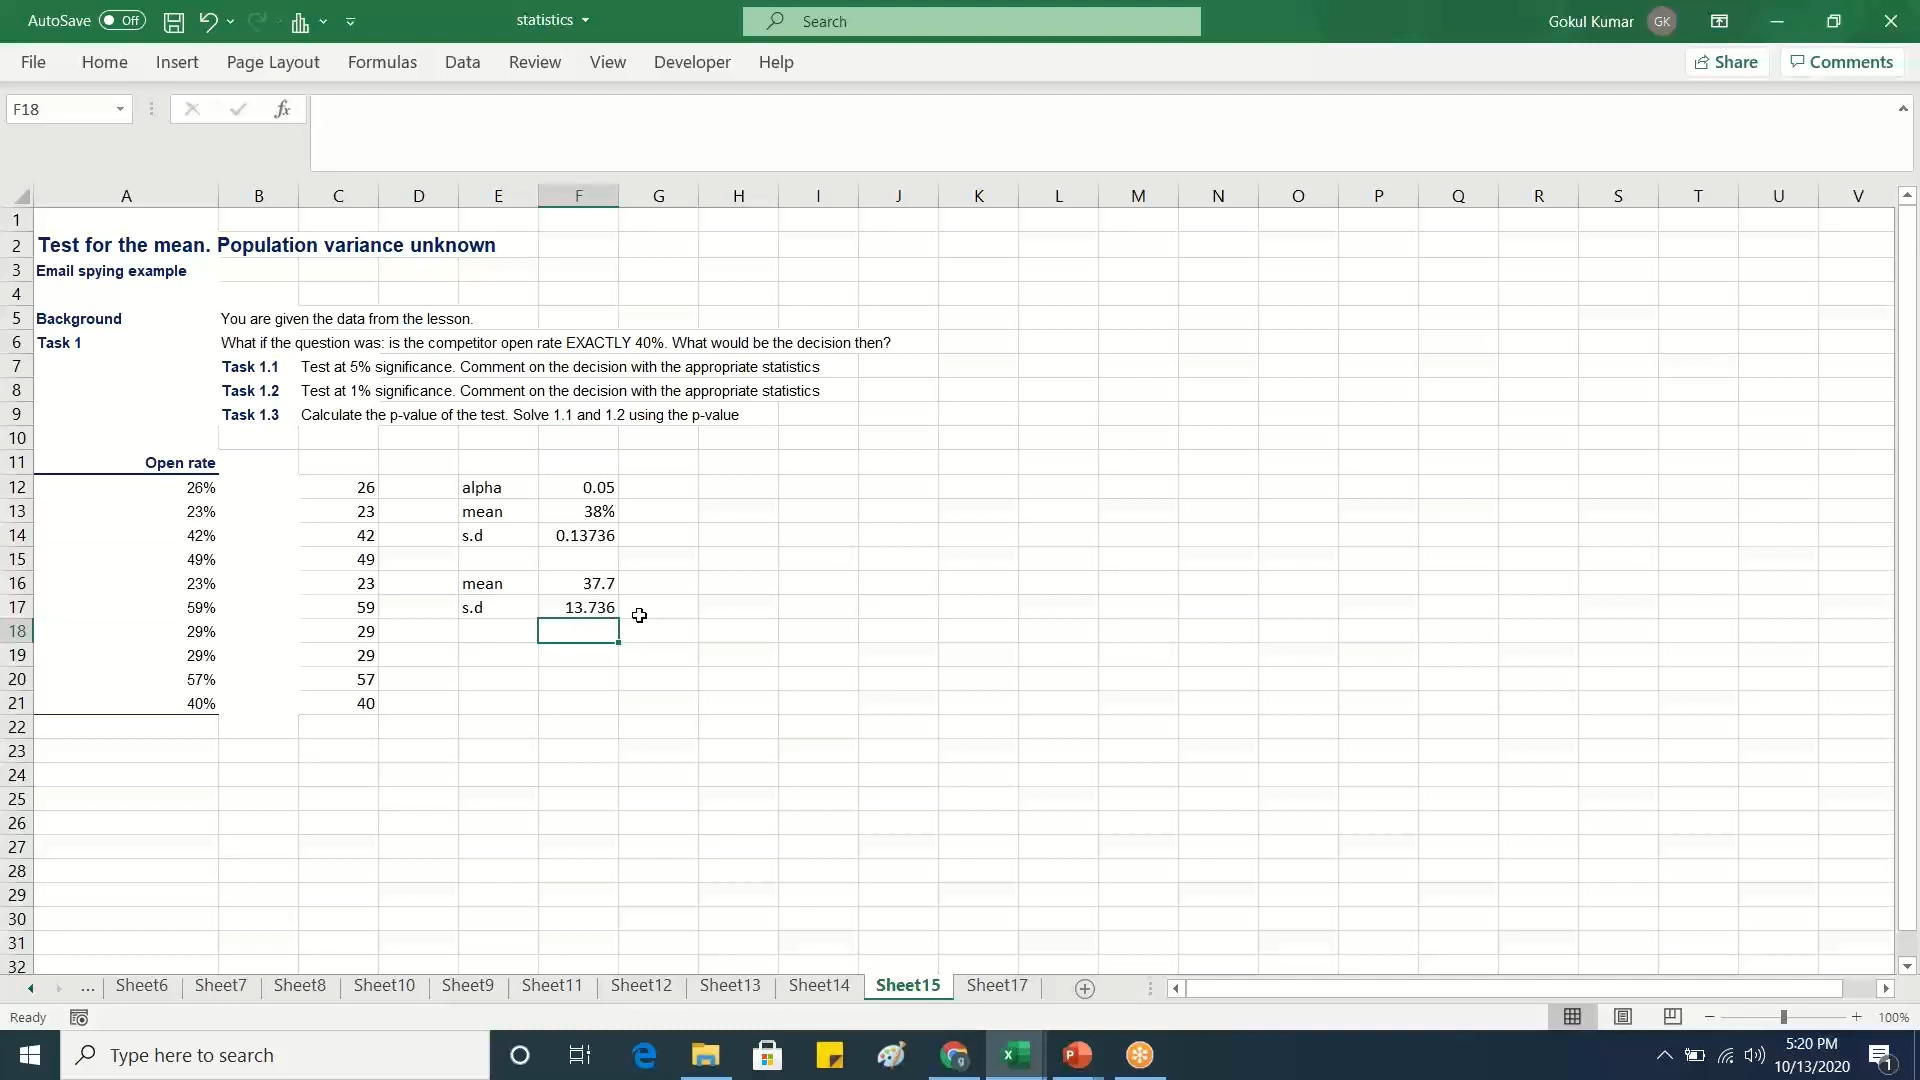 AutoSave Off statistics Search Gokul Kumar GK
File Home Insert Page Layout Formulas Data Review View Developer Help Share Comments
F18 fx
A B C D E F G H I J K L M N O P Q R S T U V
1
2 Test for the mean. Population variance unknown
3 Email spying example
4
5 Background You are given the data from the lesson.
6 Task 1 What if the question was: is the competitor open rate EXACTLY 40%. What would be the decision then?
7 Task 1.1 Test at 5% significance. Comment on the decision with the appropriate statistics
8 Task 1.2 Test at 1% significance. Comment on the decision with the appropriate statistics
9 Task 1.3 Calculate the p-value of the test. Solve 1.1 and 1.2 using the p-value
10
11 Open rate
12 26% 26 alpha 0.05
13 23% 23 mean 38%
14 42% 42 s.d 0.13736
15 49% 49
16 23% 23 mean 37.7
17 59% 59 s.d 13.736
18 29% 29
19 29% 29
20 57% 57
21 40% 40
22
23
24
25
26
27
28
29
30
31
32
... Sheet6 Sheet7 Sheet8 Sheet10 Sheet9 Sheet11 Sheet12 Sheet13 Sheet14 Sheet15 Sheet17
Ready 100%
Type here to search 5:20 PM
10/13/2020 1